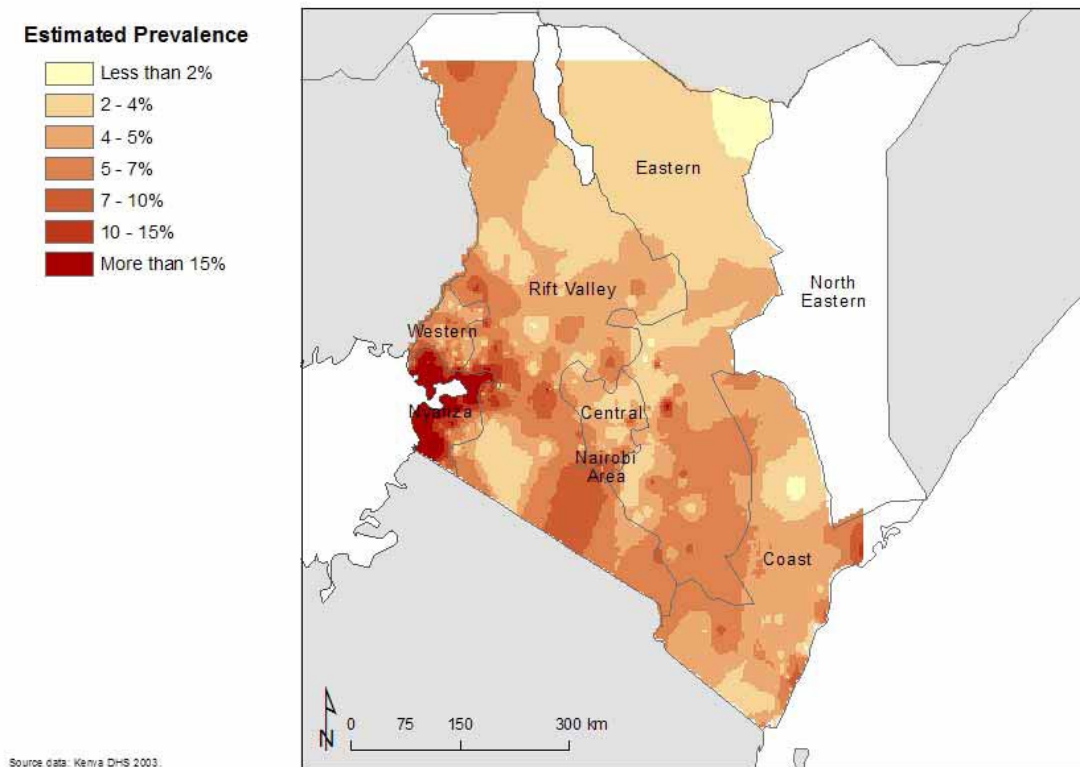 Estimated Prevalence
Less than 2%
2 - 4%
4 - 5%
5 - 7%
7 - 10%
10 - 15%
More than 15%
Eastern
North
Eastern
Rift Valley
Western
Nyanza
Central
Nairobi
Area
Coast
N
0 75 150 300 km
Source data: Kenya DHS 2003.